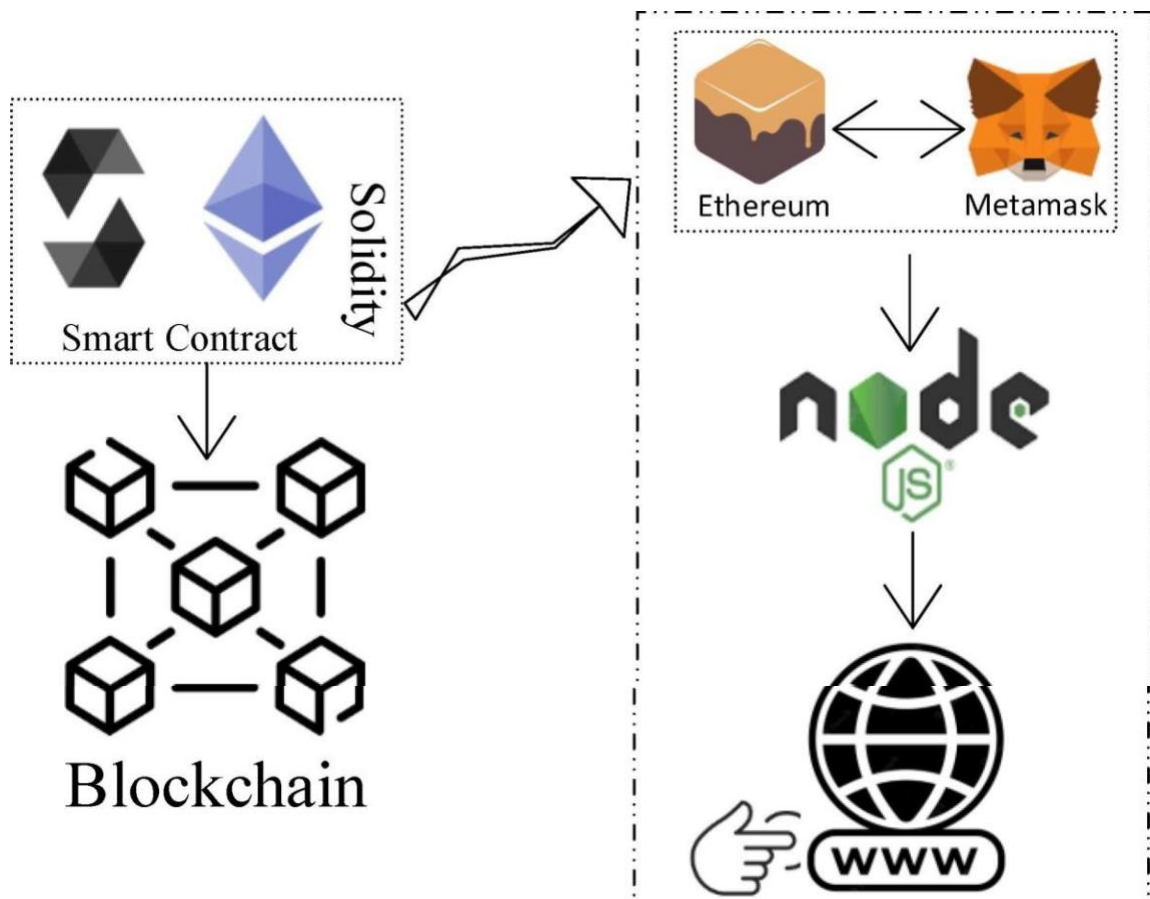 Smart Contract
Solidity
Blockchain
Ethereum
Metamask
node
JS
®
www